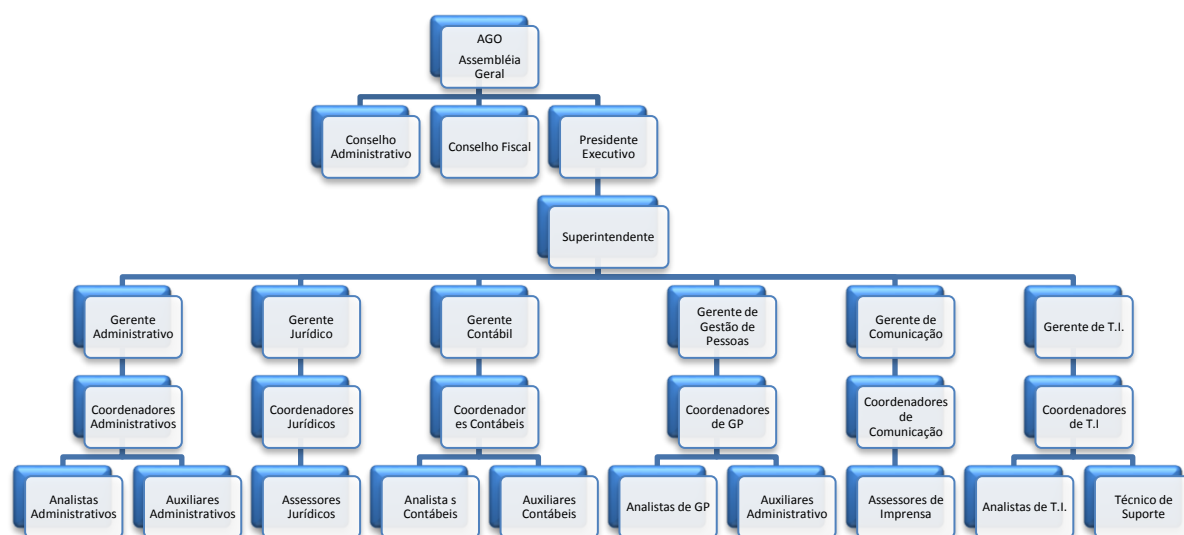 AGO
Assembléia
Geral
Conselho
Administrativo
Conselho Fiscal
Presidente
Executivo
Superintendente
Gerente
Administrativo
Gerente
Jurídico
Gerente
Contábil
Gerente de
Gestão de
Pessoas
Gerente de
Comunicação
Gerente de T.I.
Coordenadores
Administrativos
Coordenadores
Jurídicos
Coordenador
es Contábeis
Coordenadores
de GP
Coordenadores
de
Comunicação
Coordenadores
de T.I
Analistas
Administrativos
Auxiliares
Administrativos
Assessores
Jurídicos
Analista s
Contábeis
Auxiliares
Contábeis
Analistas de GP
Auxiliares
Administrativo
Assessores de
Imprensa
Analistas de T.I.
Técnico de
Suporte